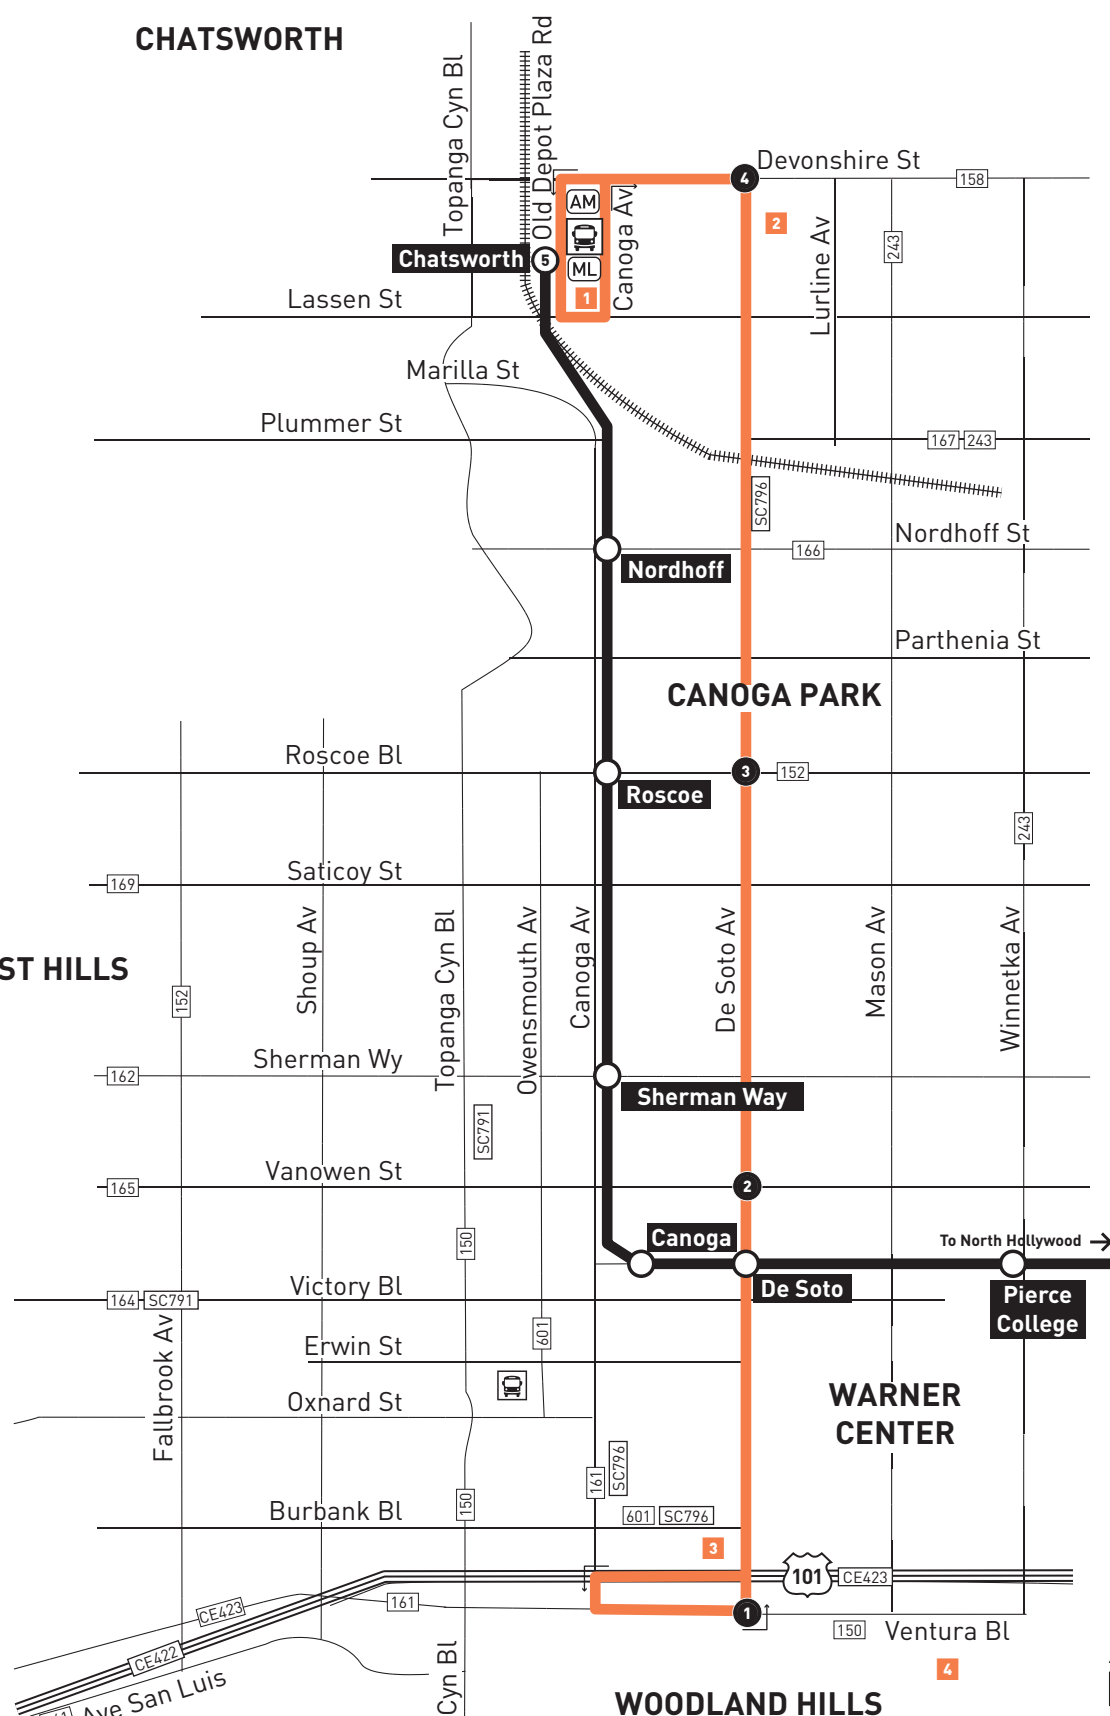 CHATSWORTH
Topanga Cyn Bl
Old Depot Plaza Rd
Devonshire St
4
158
AM
2
Canoga Av
Lurline Av
243
Chatsworth
5
ML
1
Lassen St
Marilla St
Plummer St
167
243
SC796
Nordhoff St
166
Nordhoff
Parthenia St
CANOGA PARK
Roscoe Bl
3
152
Roscoe
243
Saticoy St
169
Shoup Av
Topanga Cyn Bl
Owensmouth Av
Canoga Av
De Soto Av
Mason Av
Winnetka Av
ST HILLS
152
Sherman Wy
162
Sherman Way
SC791
Vanowen St
165
2
150
Canoga
To North Hollywood
De Soto
Pierce
College
Victory Bl
164
SC791
Fallbrook Av
601
Erwin St
WARNER
CENTER
Oxnard St
161
SC796
150
Burbank Bl
601
SC796
3
101
CE423
CE423
161
1
150
Ventura Bl
CE422
4
Cyn Bl
Ave San Luis
WOODLAND HILLS